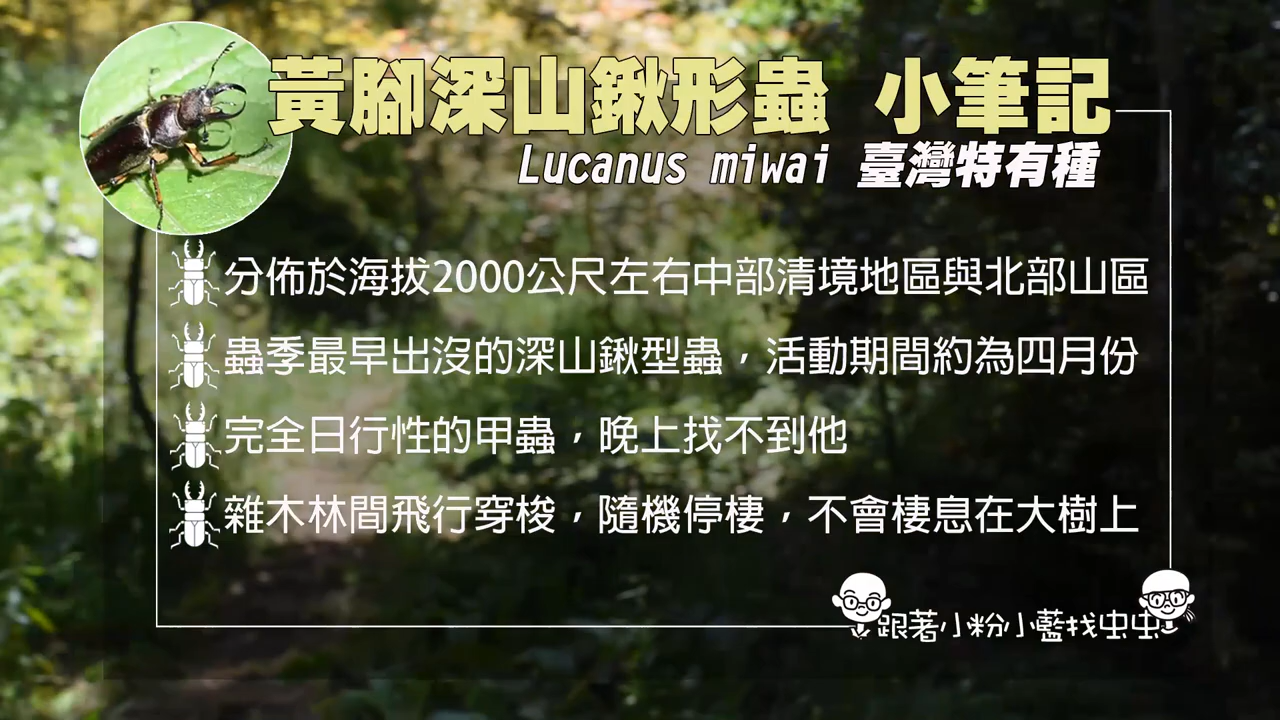 黃腳深山鍬形蟲 小筆記
Lucanus miwai 臺灣特有種
分佈於海拔2000公尺左右中部清境地區與北部山區
蟲季最早出沒的深山鍬型蟲，活動期間約為四月份
完全日行性的甲蟲，晚上找不到他
雜木林間飛行穿梭，隨機停棲，不會棲息在大樹上
跟著小粉小藍找虫虫